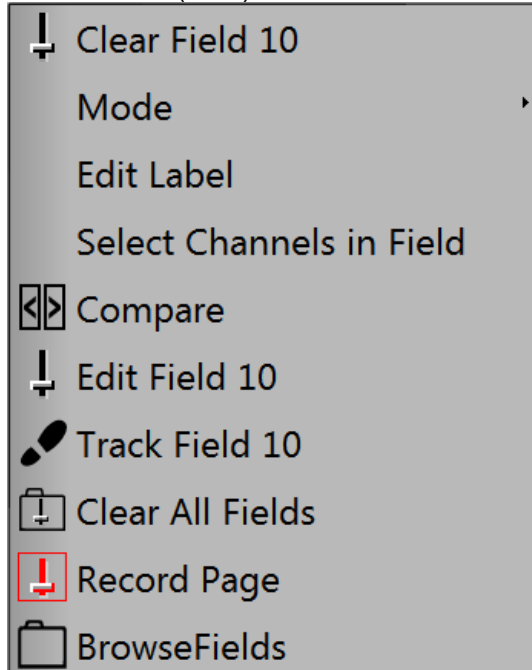 Clear Field 10
Mode
Edit Label
Select Channels in Field
Compare
Edit Field 10
Track Field 10
Clear All Fields
Record Page
BrowseFields